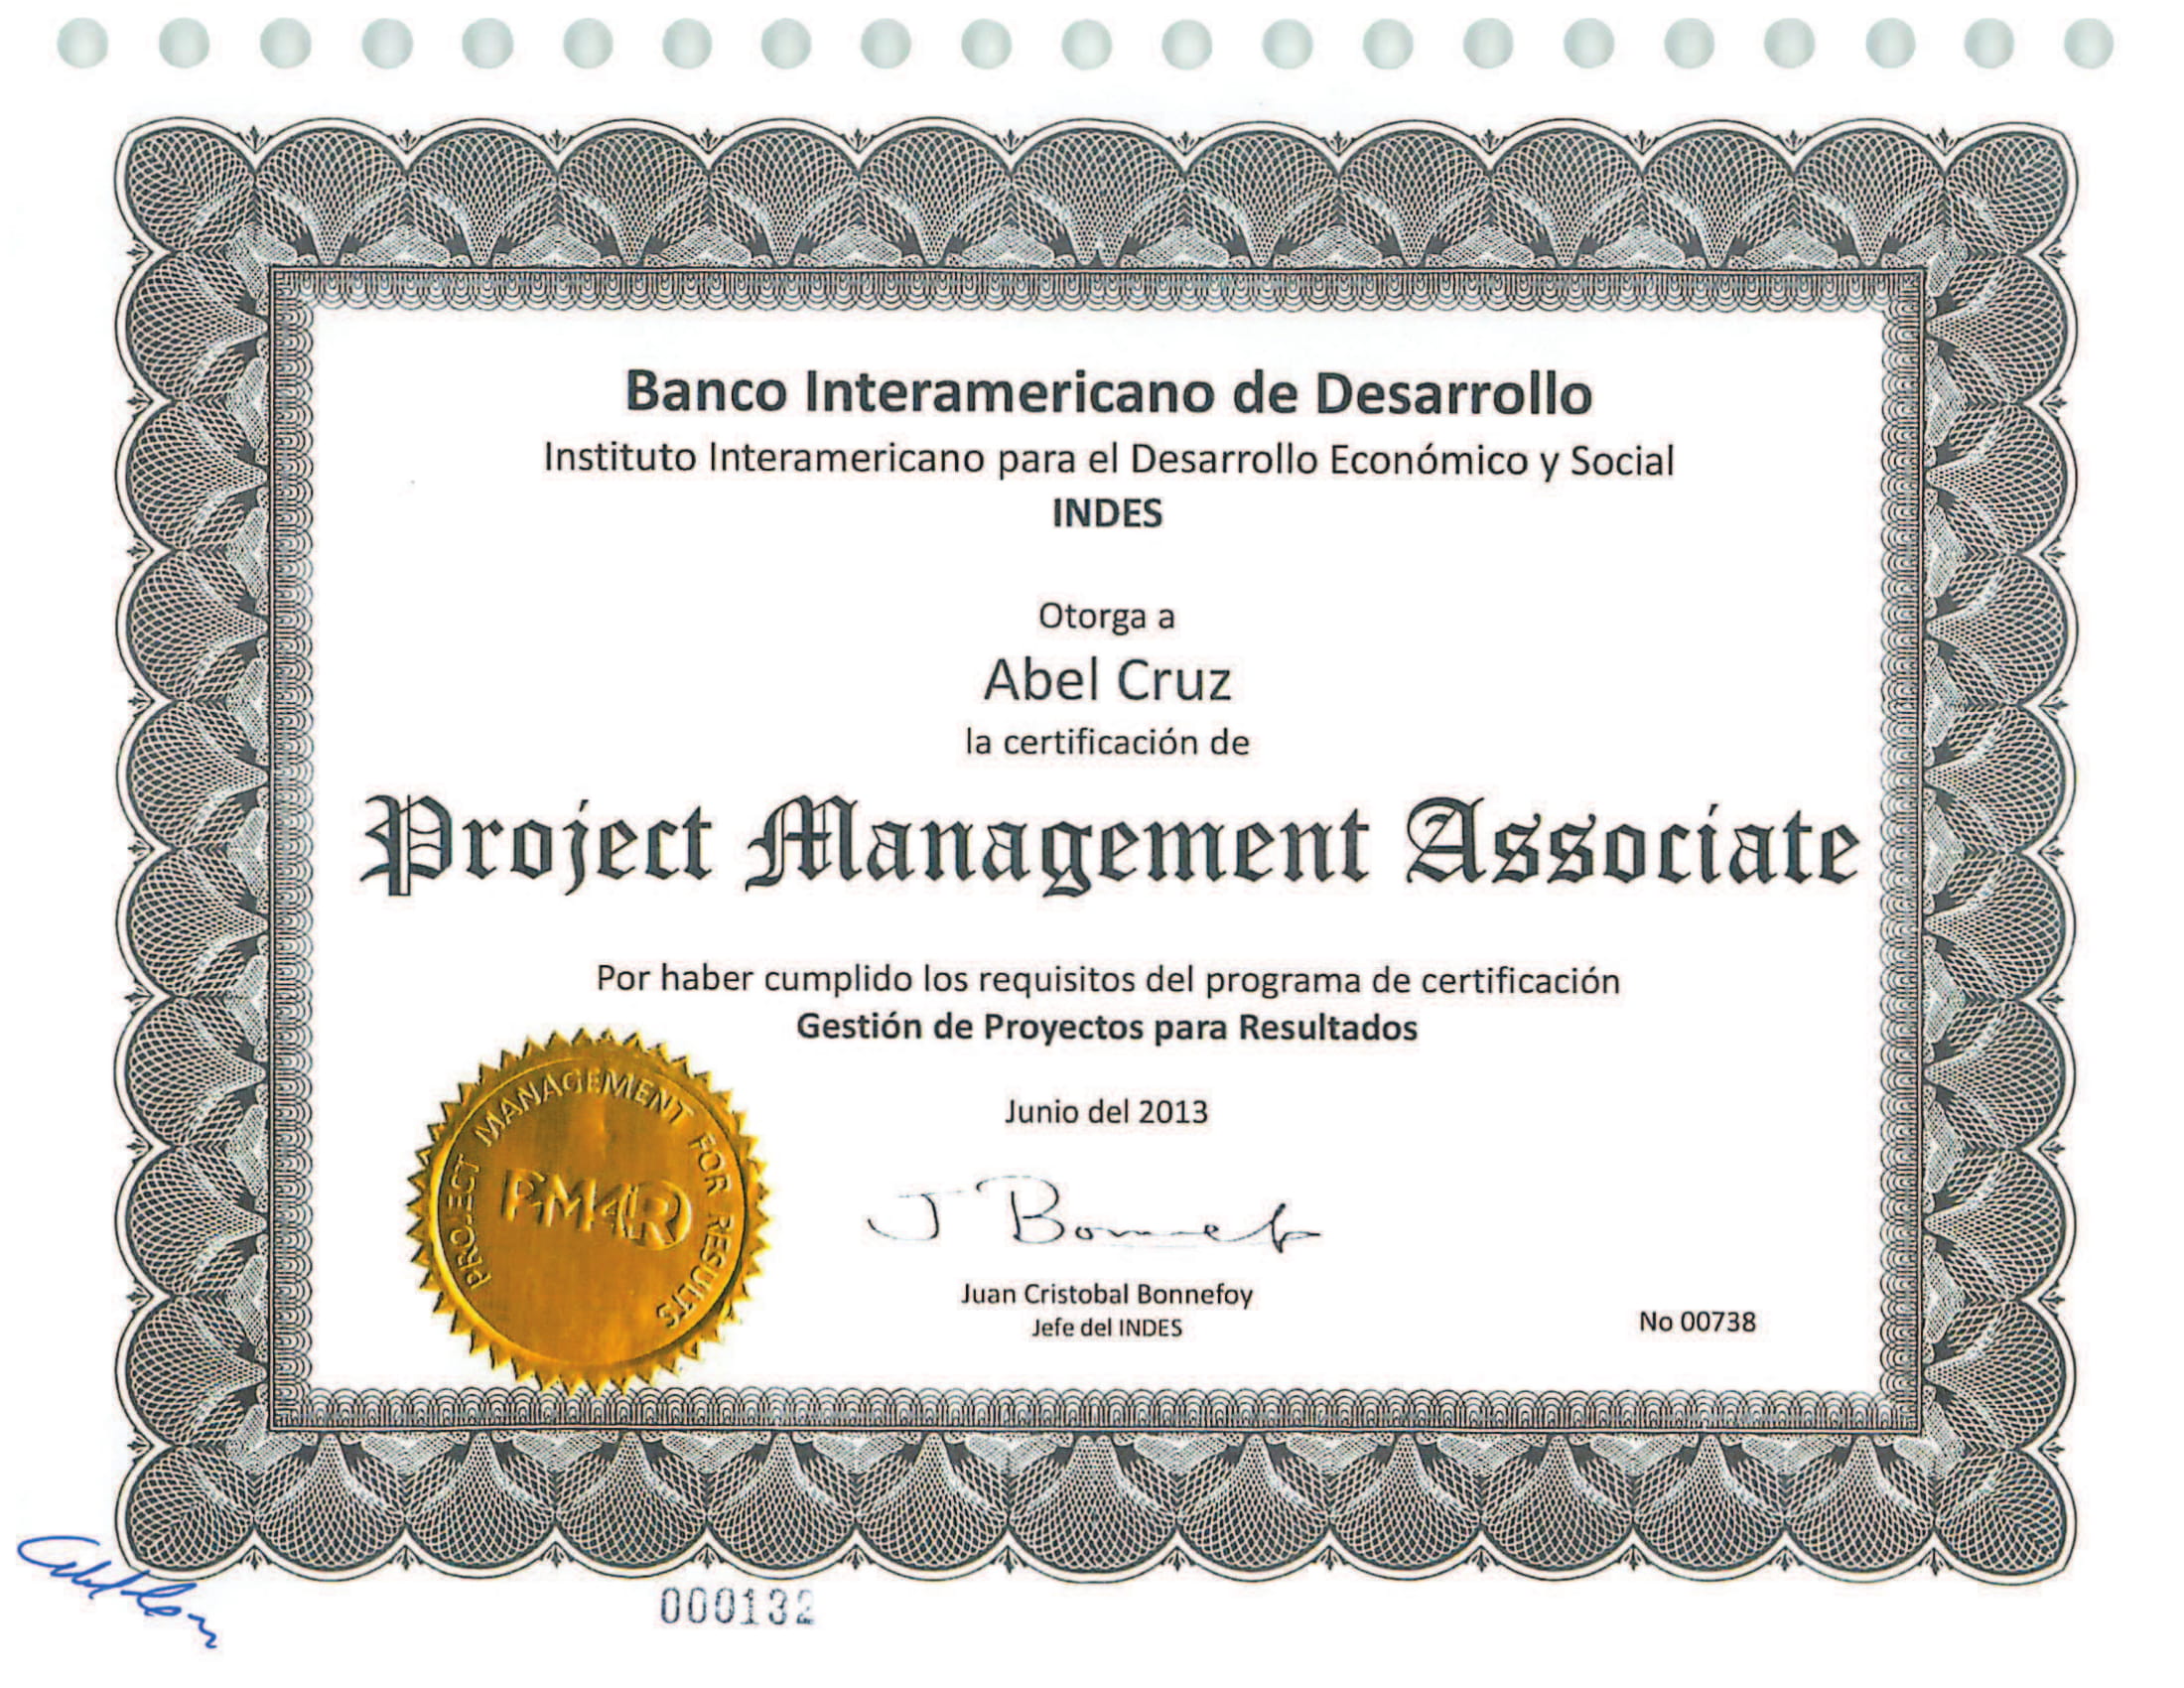 Banco Interamericano de Desarrollo
Instituto Interamericano para el Desarrollo Económico y Social
INDES
Otorga a
Abel Cruz
la certificación de
Project Management Associate
Por haber cumplido los requisitos del programa de certificación
Gestión de Proyectos para Resultados
Junio del 2013
PROJECT MANAGEMENT FOR RESULTS
PM4R
J Bonnef
Juan Cristobal Bonnefoy
Jefe del INDES
No 00738
000132